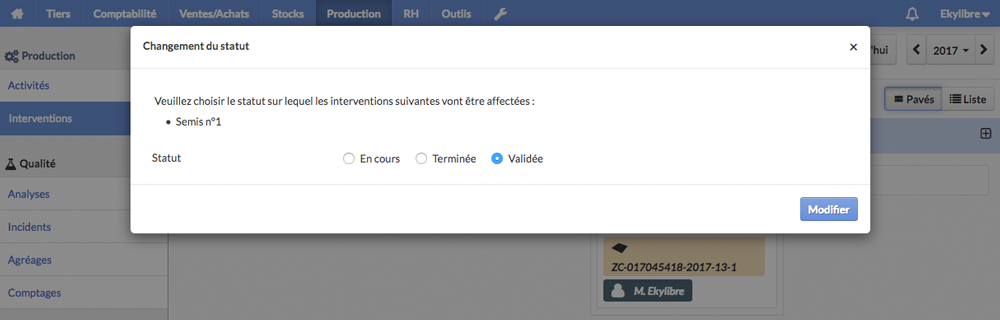 Tiers Comptabilité Ventes/Achats Stocks Production RH Outils Ekylibre
Production
Activités
Interventions
Qualité
Analyses
Incidents
Agréages
Comptages
'hui 2017
Pavés Liste
Changement du statut ×
Veuillez choisir le statut sur lequel les interventions suivantes vont être affectées :
• Semis n°1
Statut En cours Terminée Validée
Modifier
ZC-017045418-2017-13-1
M. Ekylibre